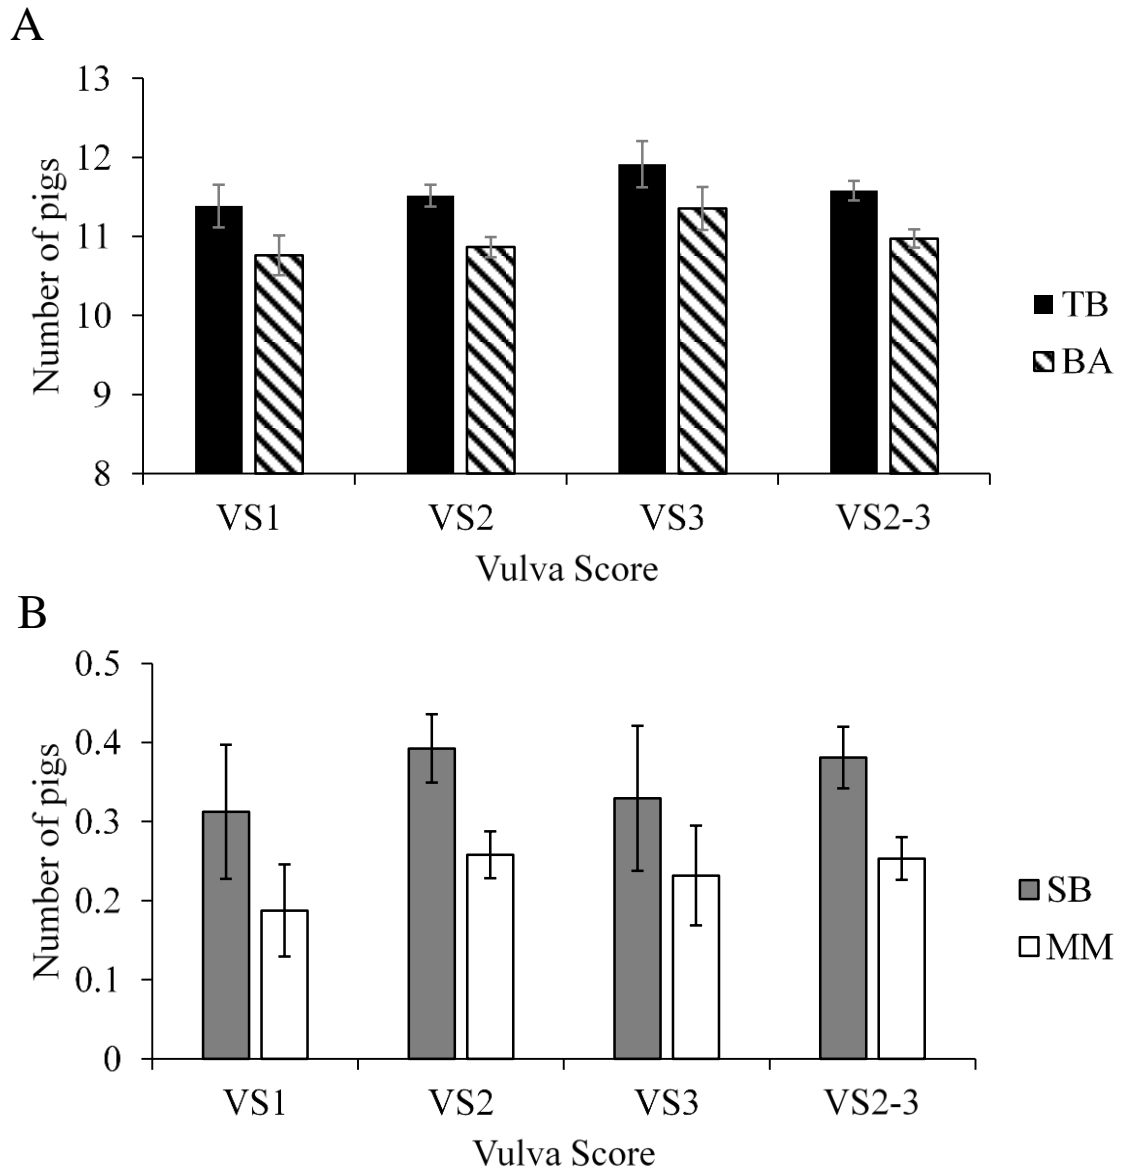 A
13
12
11
10
9
8
Number of pigs
VS1 VS2 VS3 VS2-3
Vulva Score
TB
BA
B
0.5
0.4
0.3
0.2
0.1
0
Number of pigs
VS1 VS2 VS3 VS2-3
Vulva Score
SB
MM